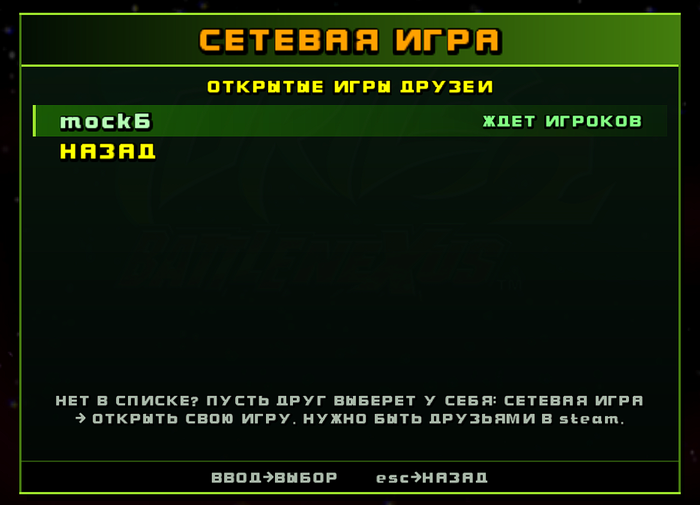 СЕТЕВАЯ ИГРА
ОТКРЫТЫЕ ИГРЫ ДРУЗЕЙ
mockБ ЖДЕТ ИГРОКОВ
НАЗАД
НЕТ В СПИСКЕ? ПУСТЬ ДРУГ ВЫБЕРЕТ У СЕБЯ: СЕТЕВАЯ ИГРА
→ ОТКРЫТЬ СВОЮ ИГРУ. НУЖНО БЫТЬ ДРУЗЬЯМИ В steam.
ВВОД→ВЫБОР esc→НАЗАД